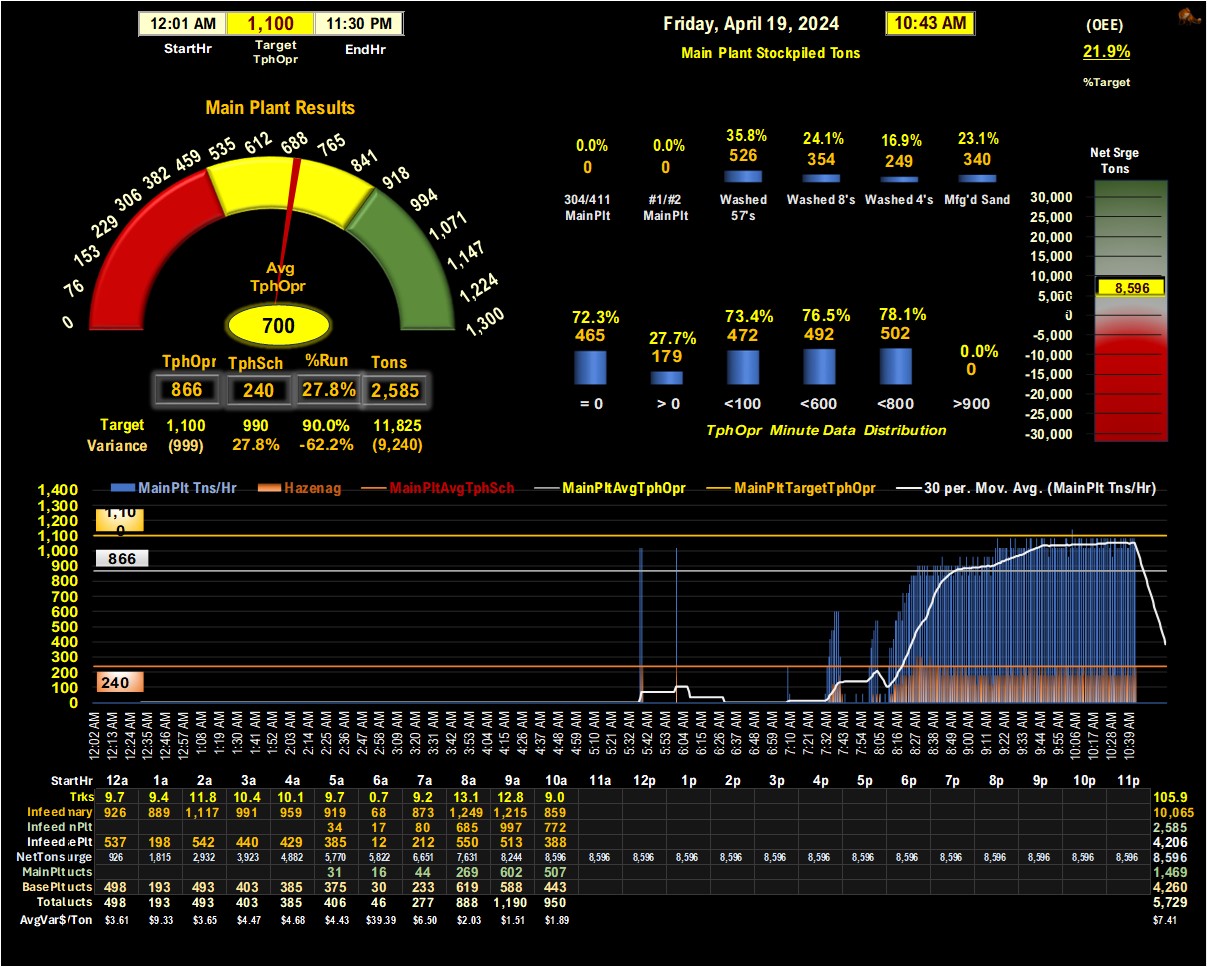 12:01 AM 1,100 11:30 PM
StartHr Target TphOpr EndHr
Friday, April 19, 2024 10:43 AM
Main Plant Stockpiled Tons
(OEE)
21.9%
%Target
Main Plant Results
0 76 153 229 306 382 459 535 612 688 765 841 918 994 1,071 1,147 1,224 1,300
Avg
TphOpr
700
TphOpr TphSch %Run Tons
866 240 27.8% 2,585
Target 1,100 990 90.0% 11,825
Variance (999) 27.8% -62.2% (9,240)
0.0% 0.0% 35.8% 24.1% 16.9% 23.1%
0 0 526 354 249 340
304/411 MainPlt #1/#2 MainPlt Washed 57's Washed 8's Washed 4's Mfg'd Sand
72.3% 27.7% 73.4% 76.5% 78.1% 0.0%
465 179 472 492 502 0
= 0 > 0 <100 <600 <800 >900
TphOpr Minute Data Distribution
Net Srge
Tons
30,000
25,000
20,000
15,000
10,000
8,596
5,000
0
-5,000
-10,000
-15,000
-20,000
-25,000
-30,000
MainPlt Tns/Hr Hazenag MainPltAvgTphSch MainPltAvgTphOpr MainPltTargetTphOpr 30 per. Mov. Avg. (MainPlt Tns/Hr)
1,400
1,300
1,200
1,100
1,000
900
800
700
600
500
400
300
200
100
0
1,10
0
866
240
12:02 AM 12:13 AM 12:24 AM 12:35 AM 12:46 AM 12:57 AM 1:08 AM 1:19 AM 1:30 AM 1:41 AM 1:52 AM 2:03 AM 2:14 AM 2:25 AM 2:36 AM 2:47 AM 2:58 AM 3:09 AM 3:20 AM 3:31 AM 3:42 AM 3:53 AM 4:04 AM 4:15 AM 4:26 AM 4:37 AM 4:48 AM 4:59 AM 5:10 AM 5:21 AM 5:32 AM 5:42 AM 5:53 AM 6:04 AM 6:15 AM 6:26 AM 6:37 AM 6:48 AM 6:59 AM 7:10 AM 7:21 AM 7:32 AM 7:43 AM 7:54 AM 8:05 AM 8:16 AM 8:27 AM 8:38 AM 8:49 AM 9:00 AM 9:11 AM 9:22 AM 9:33 AM 9:44 AM 9:55 AM 10:06 AM 10:17 AM 10:28 AM 10:39 AM
StartHr 12a 1a 2a 3a 4a 5a 6a 7a 8a 9a 10a 11a 12p 1p 2p 3p 4p 5p 6p 7p 8p 9p 10p 11p
Trks 9.7 9.4 11.8 10.4 10.1 9.7 0.7 9.2 13.1 12.8 9.0 105.9
Infeed mary 926 889 1,117 991 959 919 68 873 1,249 1,215 859 10,065
Infeed nPlt 34 17 80 685 997 772 2,585
Infeed ePlt 537 198 542 440 429 385 12 212 550 513 388 4,206
NetTons urge 926 1,815 2,932 3,923 4,882 5,770 5,822 6,651 7,631 8,244 8,596 8,596 8,596 8,596 8,596 8,596 8,596 8,596 8,596 8,596 8,596 8,596 8,596 8,596 8,596
MainPlt ucts 31 16 44 269 602 507 1,469
BasePlt ucts 498 193 493 403 385 375 30 233 619 588 443 4,260
Total ucts 498 193 493 403 385 406 46 277 888 1,190 950 5,729
AvgVar$/Ton $3.61 $9.33 $3.65 $4.47 $4.68 $4.43 $39.39 $6.50 $2.03 $1.51 $1.89 $7.41